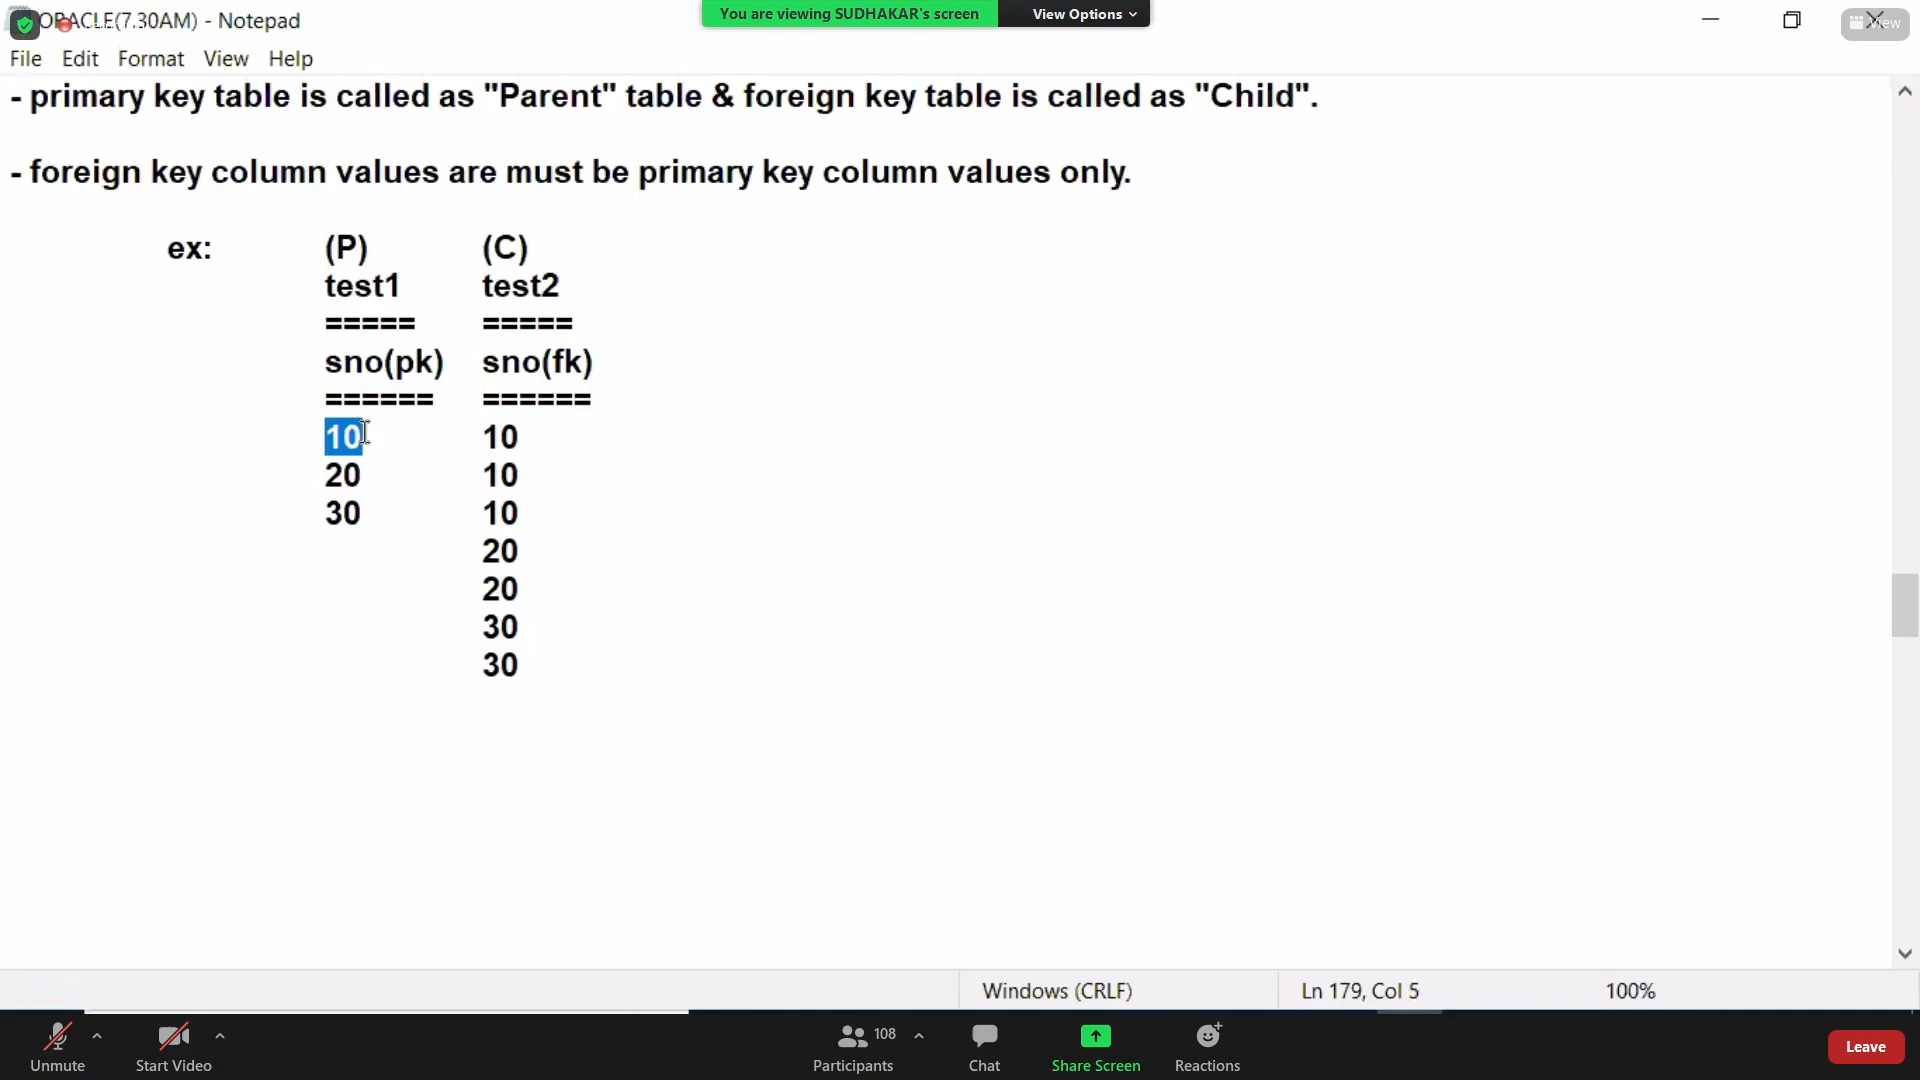 ORACLE(7.30AM) - Notepad
You are viewing SUDHAKAR's screen View Options
View
File Edit Format View Help
- primary key table is called as "Parent" table & foreign key table is called as "Child".
- foreign key column values are must be primary key column values only.
ex: (P) (C)
test1 test2
===== =====
sno(pk) sno(fk)
====== ======
10 10
20 10
30 10
20
20
30
30
Windows (CRLF) Ln 179, Col 5 100%
108
Unmute Start Video Participants Chat Share Screen Reactions Leave